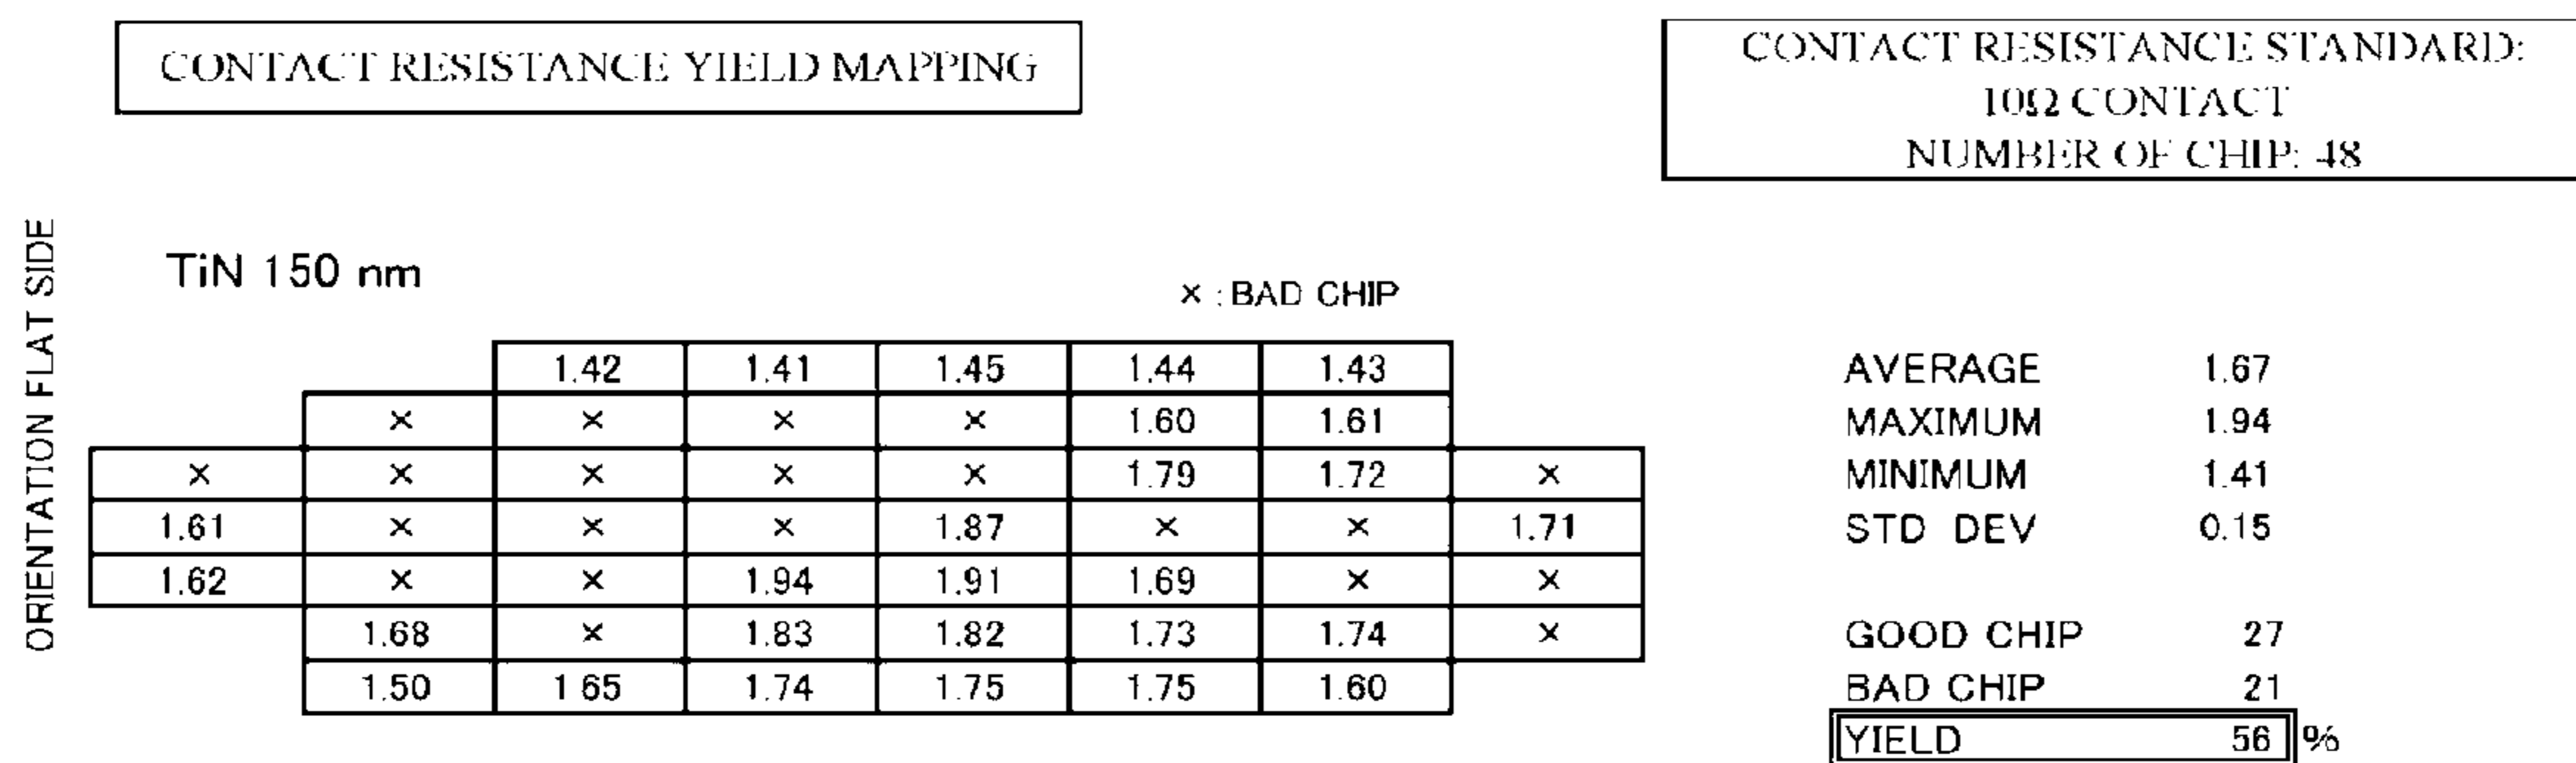 CONTACT RESISTANCE YIELD MAPPING
CONTACT RESISTANCE STANDARD:
10Ω CONTACT
NUMBER OF CHIP: 48
ORIENTATION FLAT SIDE
TiN 150 nm
× : BAD CHIP
1.42 1.41 1.45 1.44 1.43
× × × × 1.60 1.61
× × × × × 1.79 1.72 ×
1.61 × × × 1.87 × × 1.71
1.62 × × 1.94 1.91 1.69 × ×
1.68 × 1.83 1.82 1.73 1.74 ×
1.50 1 65 1.74 1.75 1.75 1.60
AVERAGE 1.67
MAXIMUM 1.94
MINIMUM 1.41
STD DEV 0.15
GOOD CHIP 27
BAD CHIP 21
YIELD 56 %